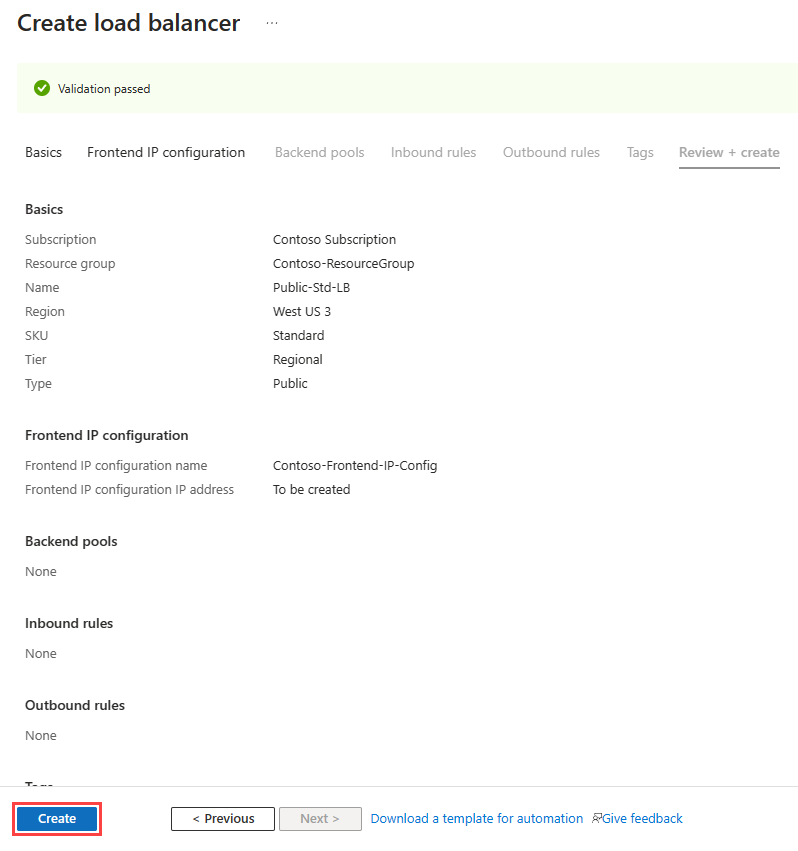 Create load balancer ...
Validation passed
Basics Frontend IP configuration Backend pools Inbound rules Outbound rules Tags Review + create
Basics
Subscription Contoso Subscription
Resource group Contoso-ResourceGroup
Name Public-Std-LB
Region West US 3
SKU Standard
Tier Regional
Type Public
Frontend IP configuration
Frontend IP configuration name Contoso-Frontend-IP-Config
Frontend IP configuration IP address To be created
Backend pools
None
Inbound rules
None
Outbound rules
None
Tags
Create < Previous Next > Download a template for automation Give feedback